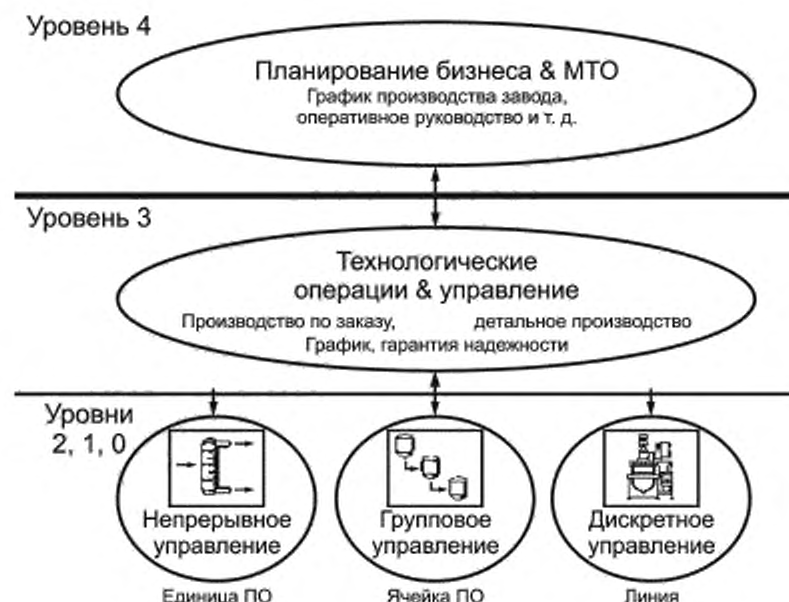 Уровень 4
Планирование бизнеса & МТО
График производства завода,
оперативное руководство и т. д.
Уровень 3
Технологические
операции & управление
Производство по заказу, детальное производство
График, гарантия надежности
Уровни
2, 1, 0
Непрерывное
управление
Групповое
управление
Дискретное
управление
Единица ПО
Ячейка ПО
Линия